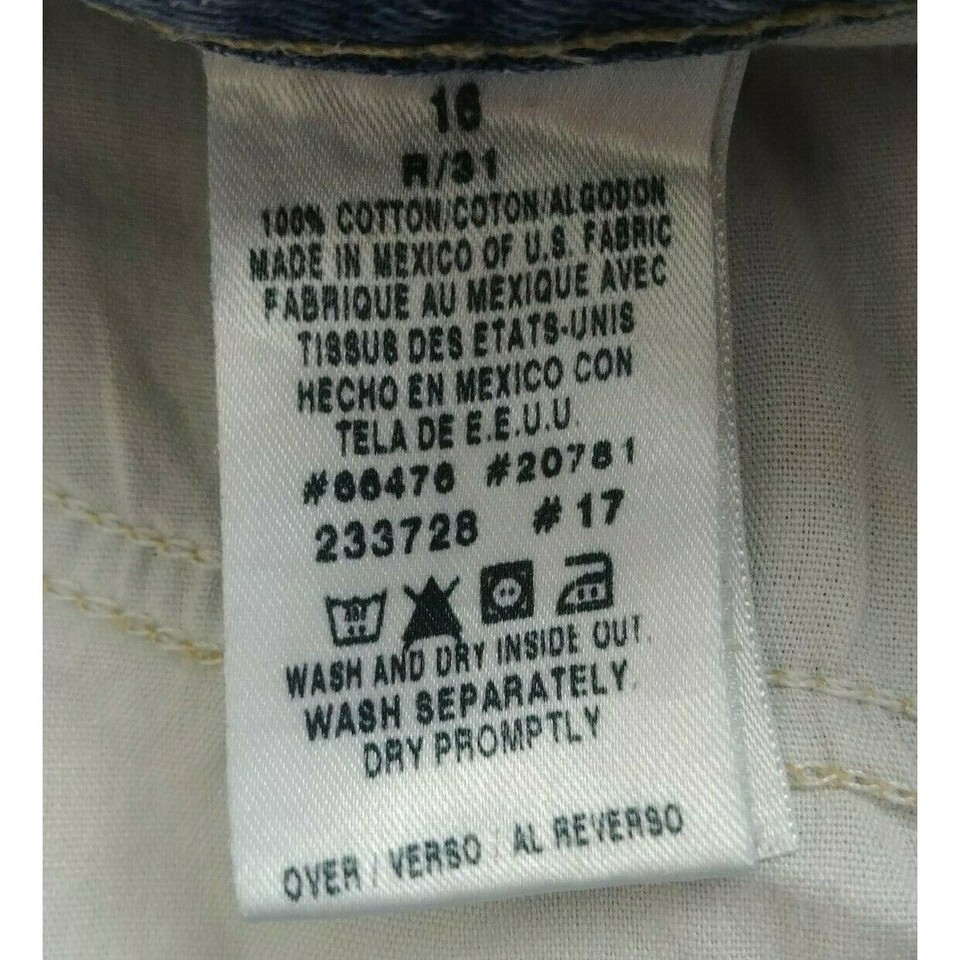 16
R/31
100% COTTON/COTON/ALGODON
MADE IN MEXICO OF U.S. FABRIC
FABRIQUE AU MEXIQUE AVEC
TISSUS DES ETATS-UNIS
HECHO EN MEXICO CON
TELA DE E.E.U.U.
#66476 #20781
233728 #17
WASH AND DRY INSIDE OUT.
WASH SEPARATELY.
DRY PROMPTLY
OVER / VERSO / AL REVERSO